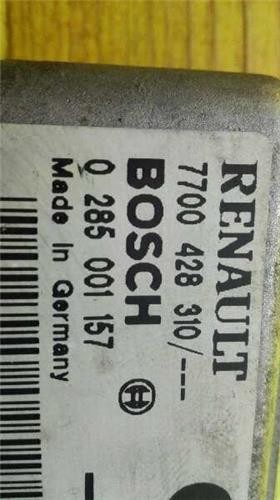 RENAULT
7700 428 310/---
BOSCH
0 285 001 157
Made In Germany